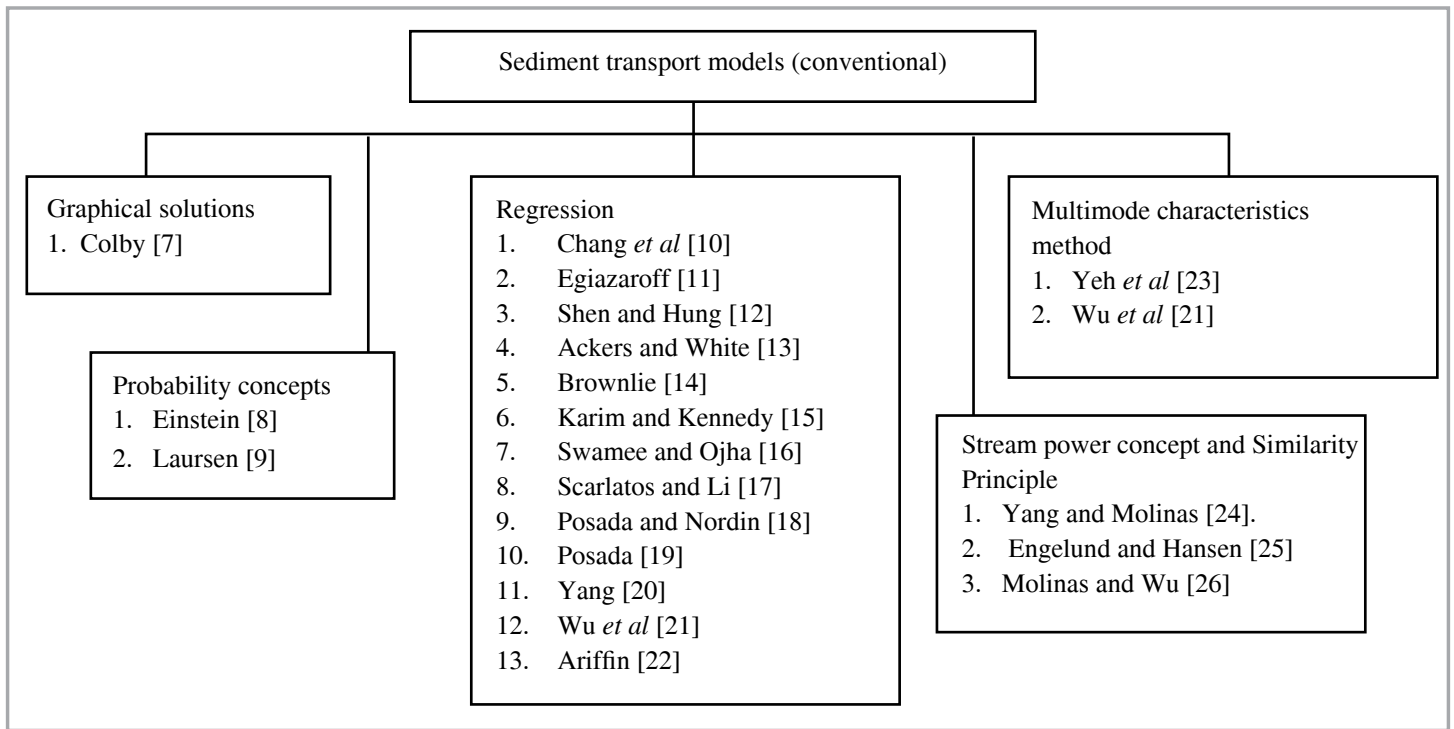 Sediment transport models (conventional)
Graphical solutions
1. Colby [7]
Probability concepts
1. Einstein [8]
2. Laursen [9]
Regression
1. Chang et al [10]
2. Egiazaroff [11]
3. Shen and Hung [12]
4. Ackers and White [13]
5. Brownlie [14]
6. Karim and Kennedy [15]
7. Swamee and Ojha [16]
8. Scarlatos and Li [17]
9. Posada and Nordin [18]
10. Posada [19]
11. Yang [20]
12. Wu et al [21]
13. Ariffin [22]
Multimode characteristics
method
1. Yeh et al [23]
2. Wu et al [21]
Stream power concept and Similarity
Principle
1. Yang and Molinas [24].
2. Engelund and Hansen [25]
3. Molinas and Wu [26]